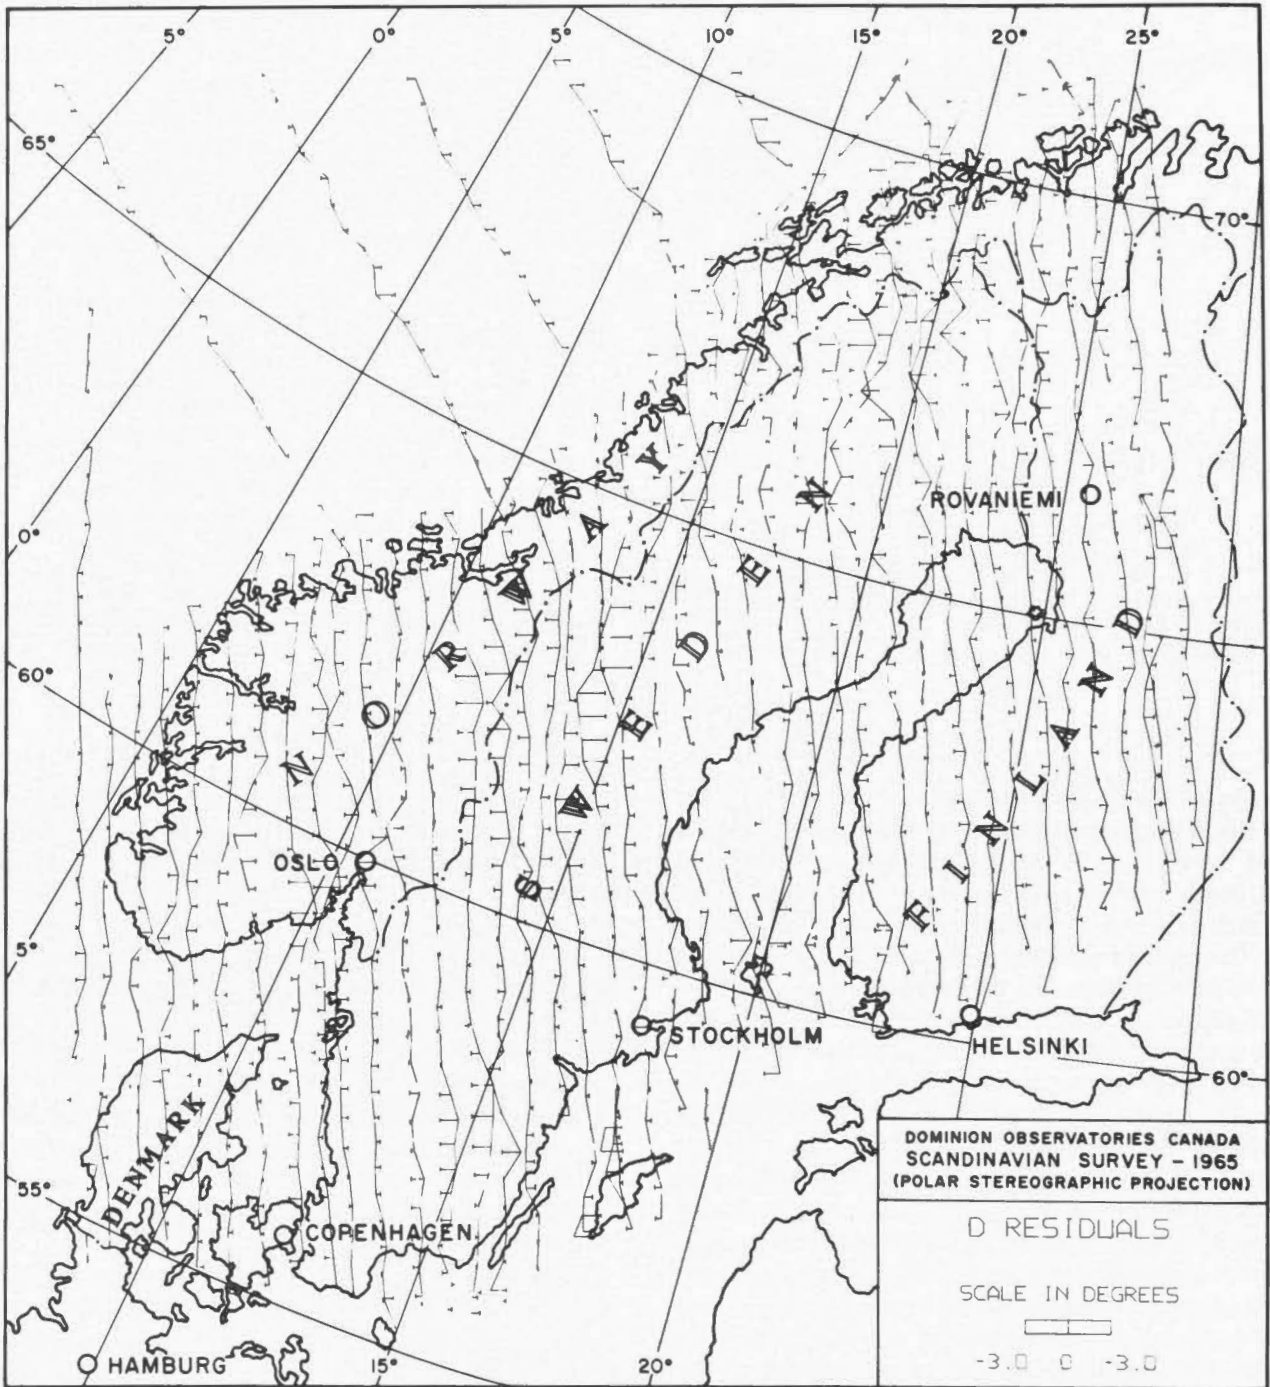 5° 0° 5° 10° 15° 20° 25°
65°
70°
NORWAY
SWEDEN
FINLAND
ROVANIEMI
0°
60°
OSLO
5°
STOCKHOLM
HELSINKI
60°
55°
DENMARK
COPENHAGEN
HAMBURG
15°
20°
DOMINION OBSERVATORIES CANADA
SCANDINAVIAN SURVEY - 1965
(POLAR STEREOGRAPHIC PROJECTION)
D RESIDUALS
SCALE IN DEGREES
-3.0 0 -3.0